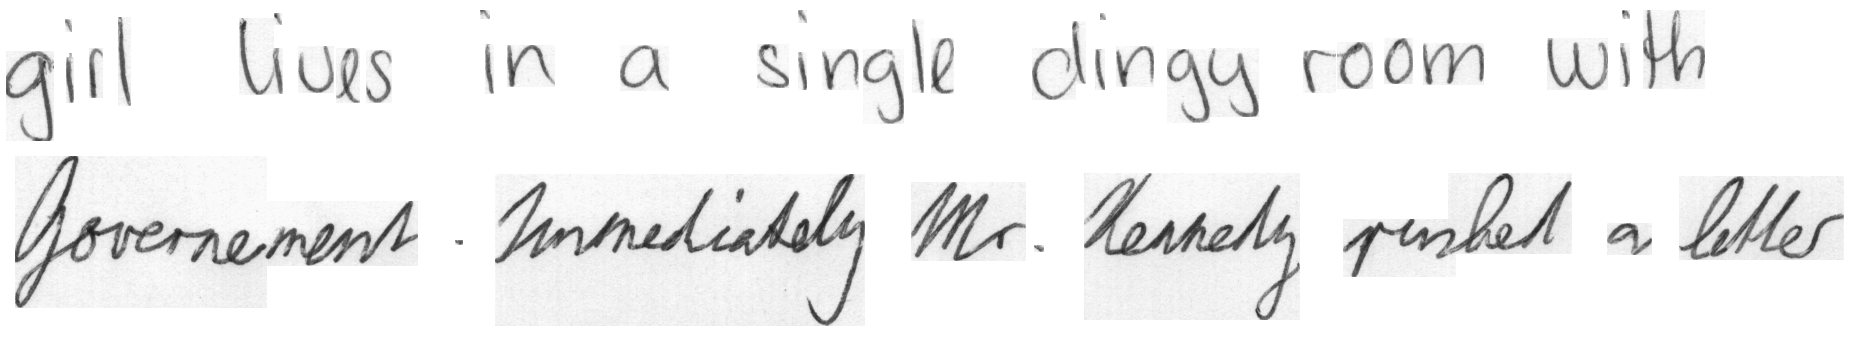 girl lives in a single dingy room with
Governement . Immediately Mr. Kennedy rushed a letter